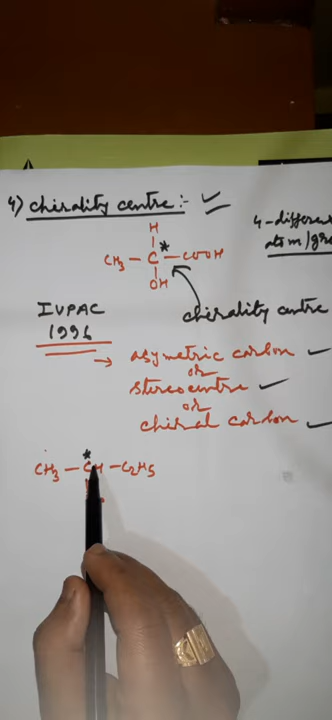 4) chirality centre :- ✓
4-different
atom/gro
H
CH₃ — C* — COOH
OH
chirality centre
IUPAC
1996
→ asymetric carbon ✓
or
stereocentre ✓
or
chiral carbon ✓
CH₃ — C*H — C₂H₅